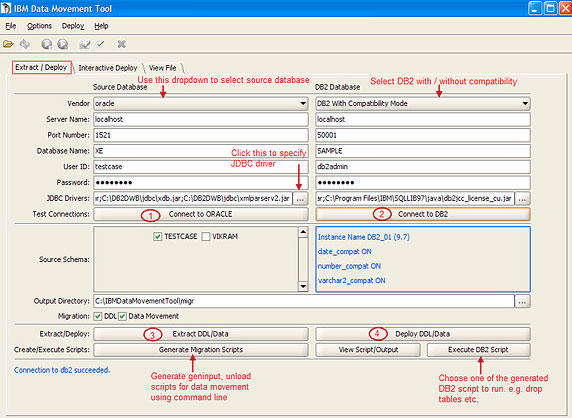 IBM Data Movement Tool
File Options Deploy Help
Extract / Deploy Interactive Deploy View File
Source Database DB2 Database
Use this dropdown to select source database
Select DB2 with / without compatibility
Vendor oracle DB2 With Compatibility Mode
Server Name: localhost localhost
Port Number: 1521 50001
Database Name: XE SAMPLE
Click this to specify
JDBC driver
User ID: testcase db2admin
Password: ●●●●●●●● ●●●●●●●●
JDBC Drivers: ir;C:\DB2DWB\jdbc\xdb.jar;C:\DB2DWB\jdbc\xmlparserv2.jar ... ar;C:\Program Files\IBM\SQLLIB97\java\db2jcc_license_cu.jar ...
Test Connections: 1 Connect to ORACLE 2 Connect to DB2
TESTCASE VIKRAM
Source Schema:
Instance Name DB2_01 (9.7)
date_compat ON
number_compat ON
varchar2_compat ON
Output Directory: C:\IBMDataMovementTool\migr ...
Migration: DDL Data Movement
Extract/Deploy: 3 Extract DDL/Data 4 Deploy DDL/Data
Create/Execute Scripts: Generate Migration Scripts View Script/Output Execute DB2 Script
Connection to db2 succeeded.
Generate geninput, unload
scripts for data movement
using command line
Choose one of the generated
DB2 script to run. e.g. drop
tables etc,